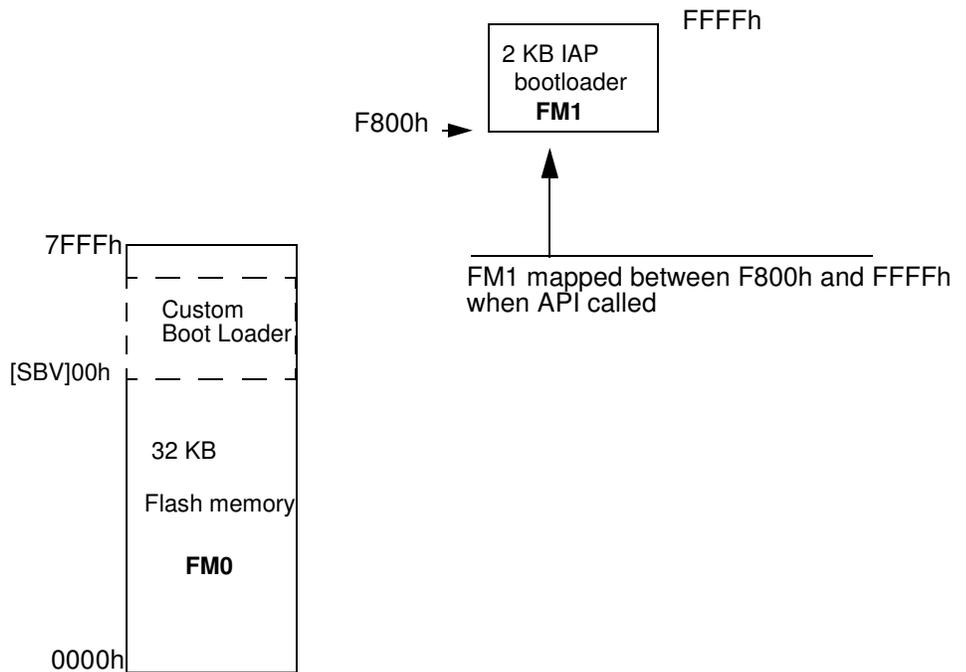 FFFFh
2 KB IAP
bootloader
FM1
F800h
7FFFh
FM1 mapped between F800h and FFFFh
when API called
Custom
Boot Loader
[SBV]00h
32 KB
Flash memory
FM0
0000h